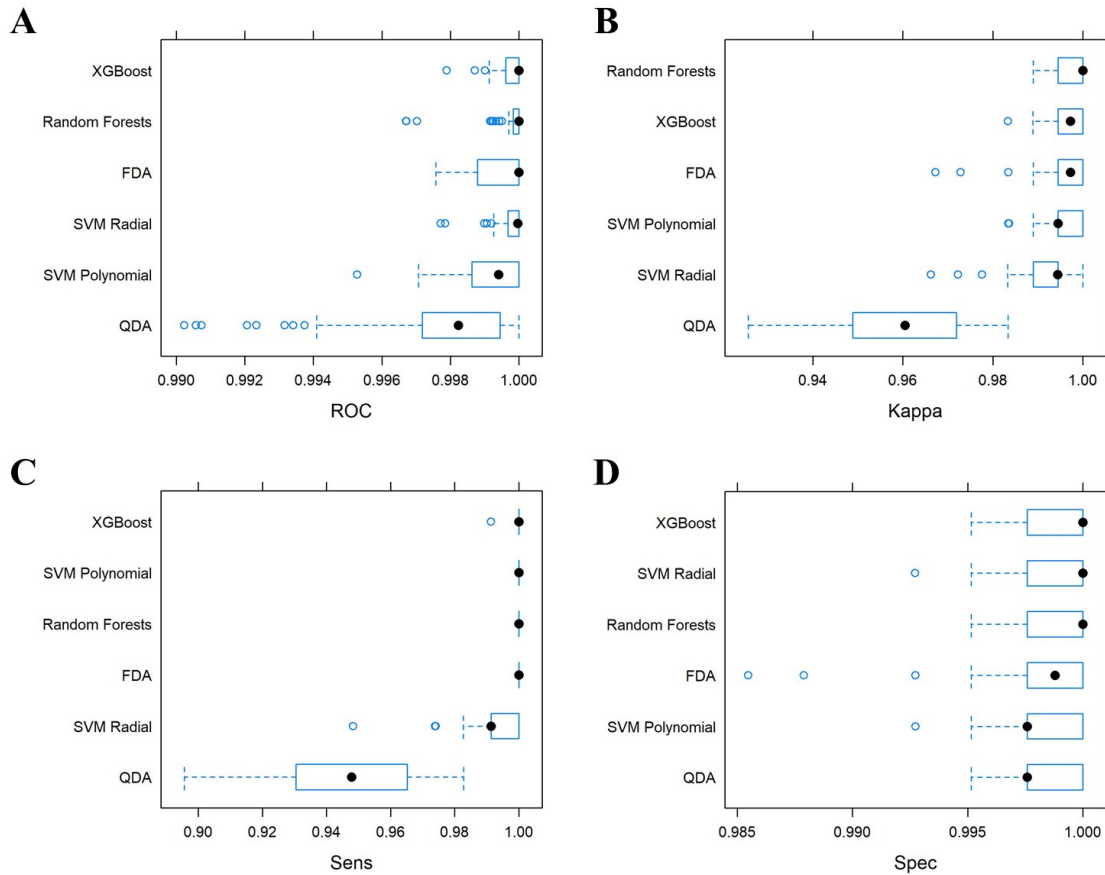 A
XGBoost
Random Forests
FDA
SVM Radial
SVM Polynomial
QDA
0.990 0.992 0.994 0.996 0.998 1.000
ROC
B
Random Forests
XGBoost
FDA
SVM Polynomial
SVM Radial
QDA
0.94 0.96 0.98 1.00
Kappa
C
XGBoost
SVM Polynomial
Random Forests
FDA
SVM Radial
QDA
0.90 0.92 0.94 0.96 0.98 1.00
Sens
D
XGBoost
SVM Radial
Random Forests
FDA
SVM Polynomial
QDA
0.985 0.990 0.995 1.000
Spec